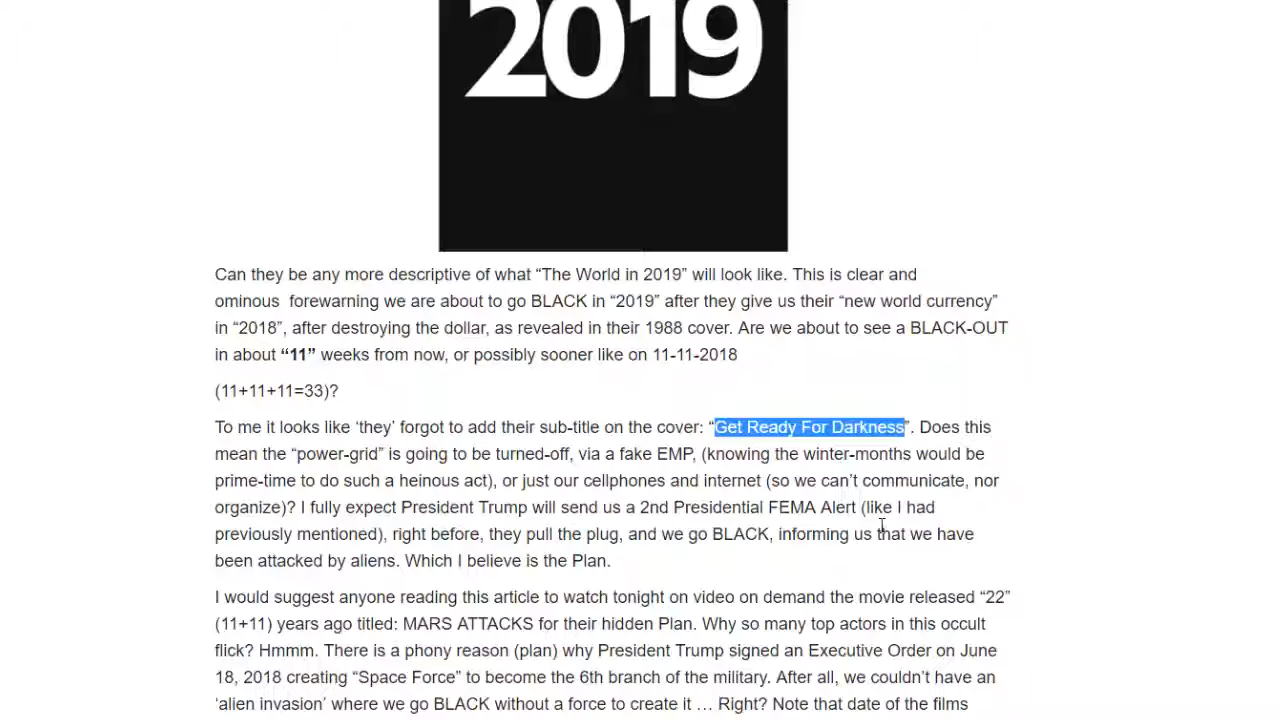 2019
Can they be any more descriptive of what “The World in 2019” will look like. This is clear and
ominous  forewarning we are about to go BLACK in “2019” after they give us their “new world currency”
in “2018”, after destroying the dollar, as revealed in their 1988 cover. Are we about to see a BLACK-OUT
in about “11” weeks from now, or possibly sooner like on 11-11-2018
(11+11+11=33)?
To me it looks like ‘they’ forgot to add their sub-title on the cover: “Get Ready For Darkness”. Does this
mean the “power-grid” is going to be turned-off, via a fake EMP, (knowing the winter-months would be
prime-time to do such a heinous act), or just our cellphones and internet (so we can’t communicate, nor
organize)? I fully expect President Trump will send us a 2nd Presidential FEMA Alert (like I had
previously mentioned), right before, they pull the plug, and we go BLACK, informing us that we have
been attacked by aliens. Which I believe is the Plan.
I would suggest anyone reading this article to watch tonight on video on demand the movie released “22”
(11+11) years ago titled: MARS ATTACKS for their hidden Plan. Why so many top actors in this occult
flick? Hmmm. There is a phony reason (plan) why President Trump signed an Executive Order on June
18, 2018 creating “Space Force” to become the 6th branch of the military. After all, we couldn’t have an
‘alien invasion’ where we go BLACK without a force to create it … Right? Note that date of the films